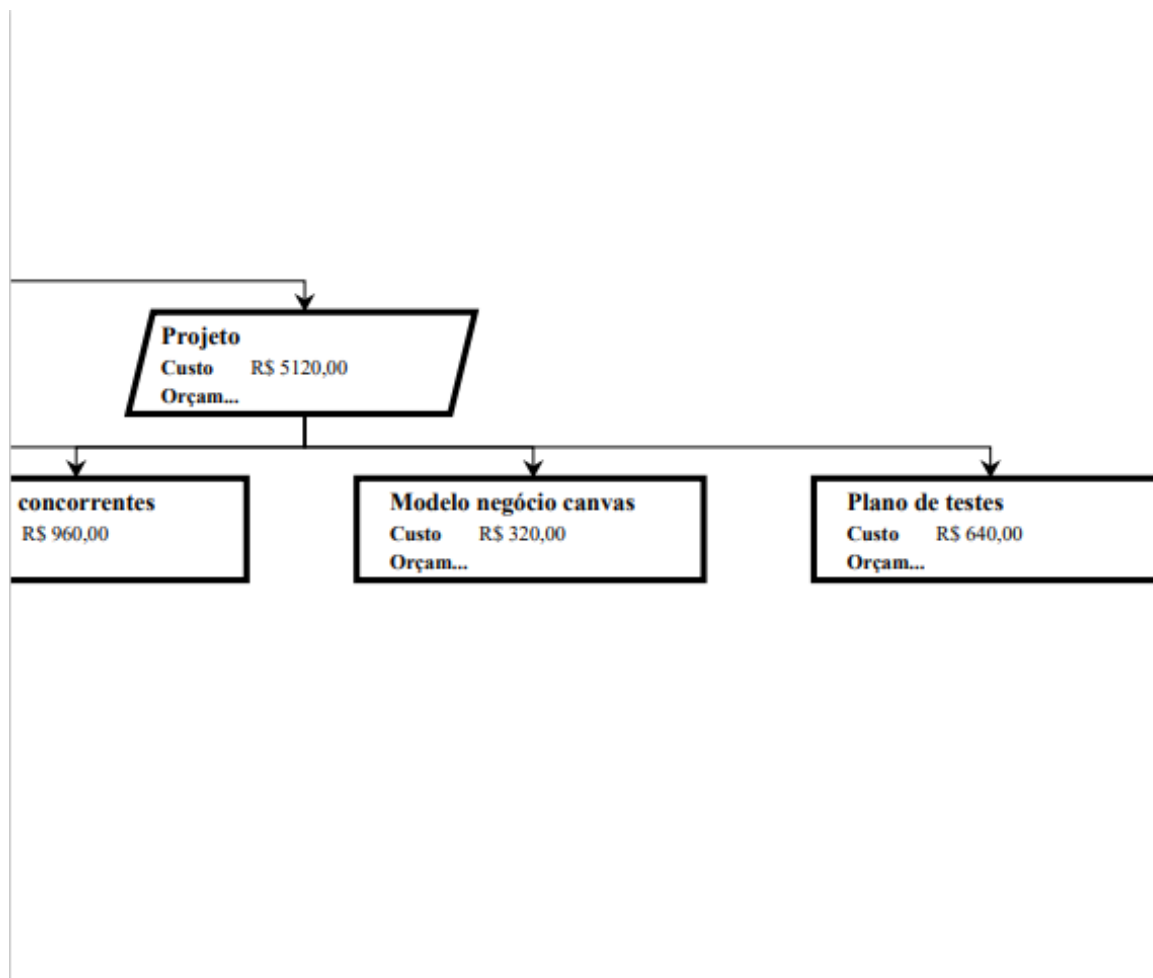 Projeto
Custo R$ 5120,00
Orçam...
concorrentes
R$ 960,00
Modelo negócio canvas
Custo R$ 320,00
Orçam...
Plano de testes
Custo R$ 640,00
Orçam...